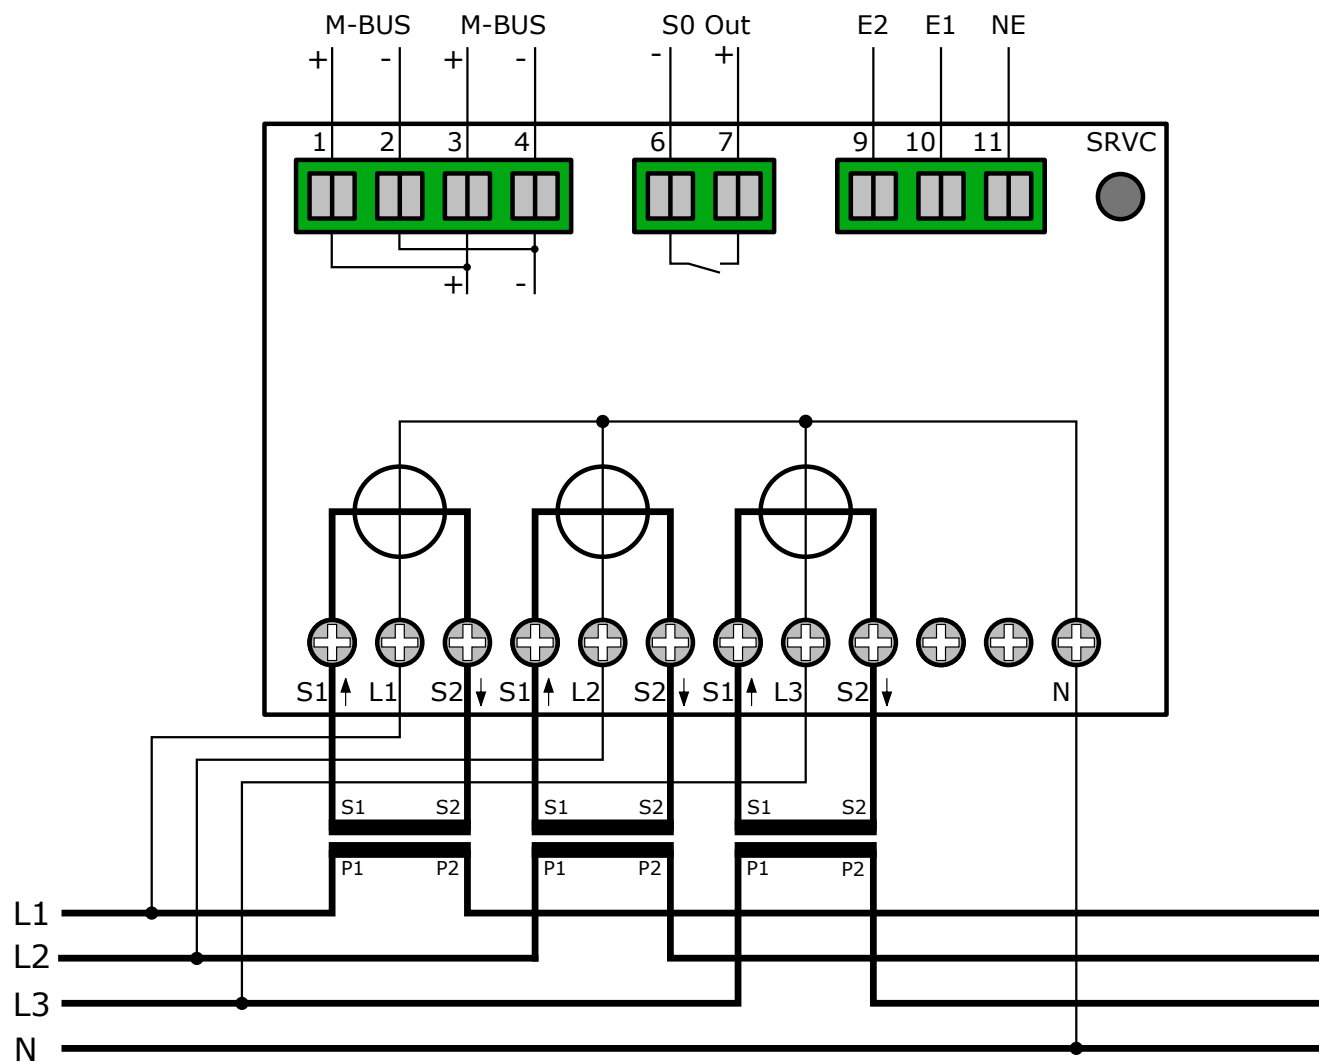 M-BUS M-BUS S0 Out E2 E1 NE
+ - + - - +
1 2 3 4 6 7 9 10 11 SRVC
+ -
S1 L1 S2 S1 L2 S2 S1 L3 S2 N
S1 S2 S1 S2 S1 S2
P1 P2 P1 P2 P1 P2
L1
L2
L3
N